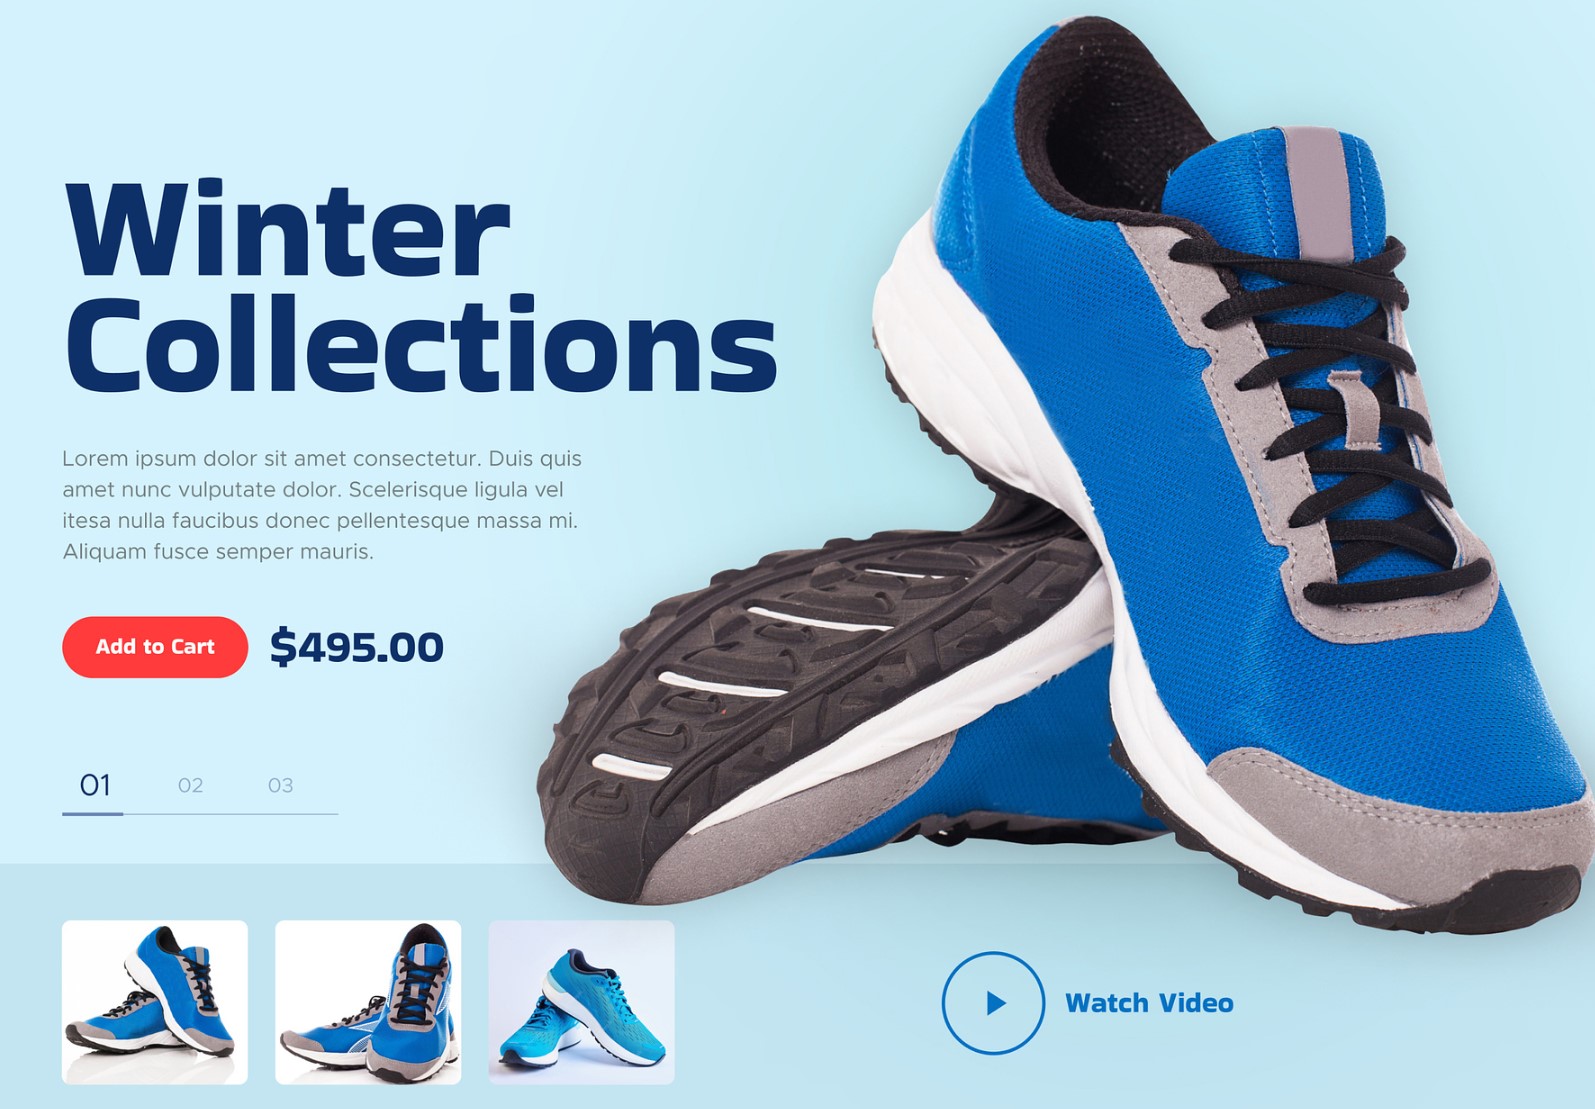 Winter
Collections
Lorem ipsum dolor sit amet consectetur. Duis quis
amet nunc vulputate dolor. Scelerisque ligula vel
itesa nulla faucibus donec pellentesque massa mi.
Aliquam fusce semper mauris.
Add to Cart $495.00
01 02 03
Watch Video